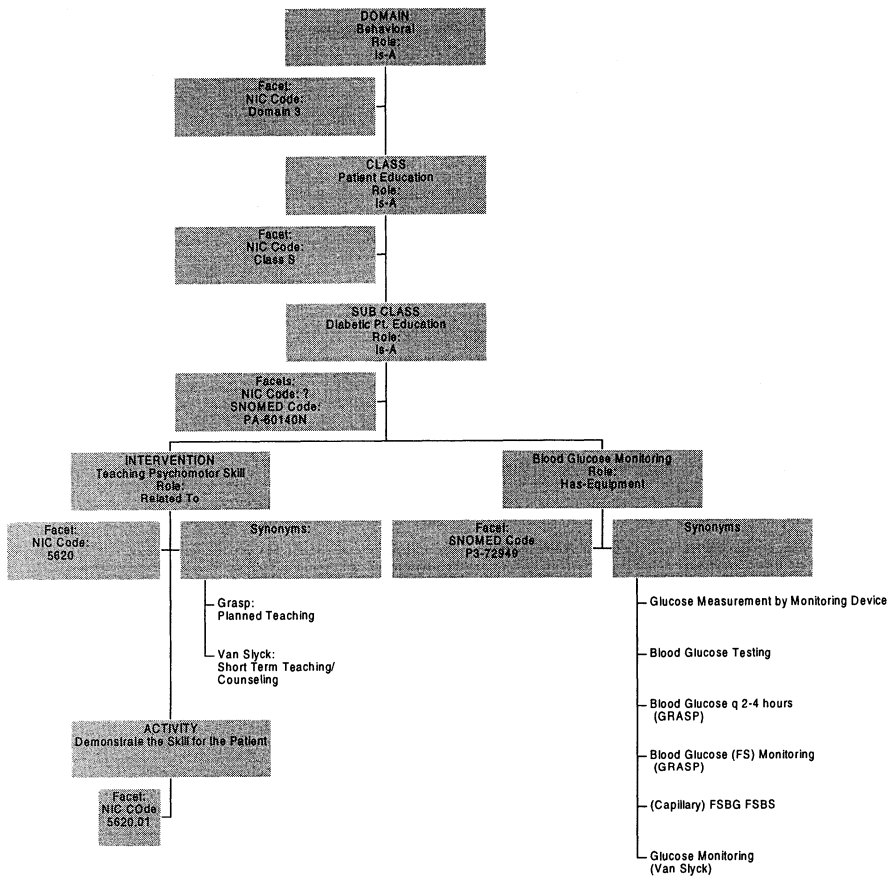 DOMAIN
Behavioral
Role:
Is-A
Facet:
NIC Code:
Domain 3
CLASS
Patient Education
Role:
Is-A
Facet:
NIC Code:
Class S
SUB CLASS
Diabetic Pt. Education
Role:
Is-A
Facets:
NIC Code: ?
SNOMED Code:
PA-60140N
INTERVENTION
Teaching Psychomotor Skill
Role:
Related To
Blood Glucose Monitoring
Role:
Has-Equipment
Facet:
NIC Code:
5620
Synonyms:
Facet:
SNOMED Code
P3-72949
Synonyms
Grasp:
Planned Teaching
Van Slyck:
Short Term Teaching/
Counseling
Glucose Measurement by Monitoring Device
Blood Glucose Testing
Blood Glucose q 2-4 hours
(GRASP)
Blood Glucose (FS) Monitoring
(GRASP)
(Capillary) FSBG FSBS
Glucose Monitoring
(Van Slyck)
ACTIVITY
Demonstrate the Skill for the Patient
Facet:
NIC COde
5620.01